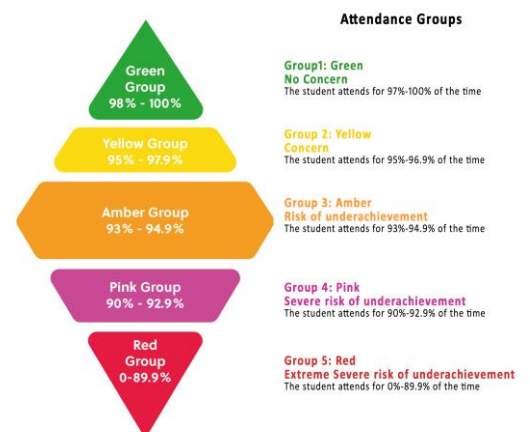 Attendance Groups
Green
Group
98% - 100%
Group1: Green
No Concern
The student attends for 97%-100% of the time
Yellow Group
95% - 97.9%
Group 2: Yellow
Concern
The student attends for 95%-96.9% of the time
Amber Group
93% - 94.9%
Group 3: Amber
Risk of underachievement
The student attends for 93%-94.9% of the time
Pink Group
90% - 92.9%
Group 4: Pink
Severe risk of underachievement
The student attends for 90%-92.9% of the time
Red
Group
0-89.9%
Group 5: Red
Extreme Severe risk of underachievement
The student attends for 0%-89.9% of the time